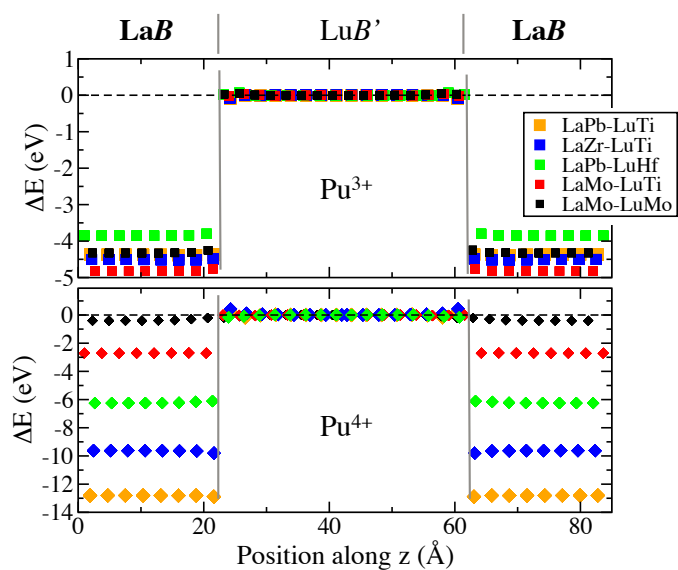 LaB LuB’ LaB
1
0
-1
-2
-3
-4
-5
ΔE (eV)
Pu3+
LaPb-LuTi
LaZr-LuTi
LaPb-LuHf
LaMo-LuTi
LaMo-LuMo
0
-2
-4
-6
-8
-10
-12
-14
ΔE (eV)
Pu4+
0 20 40 60 80
Position along z (Å)